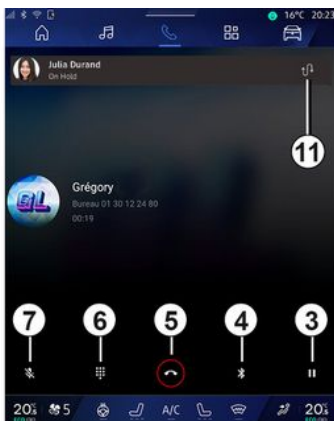 16°C 20:23
Julia Durand
On Hold
11
GL
Grégory
Bureau 01 30 12 24 80
00:19
7 6 5 4 3
20.5 5 A/C 20.5